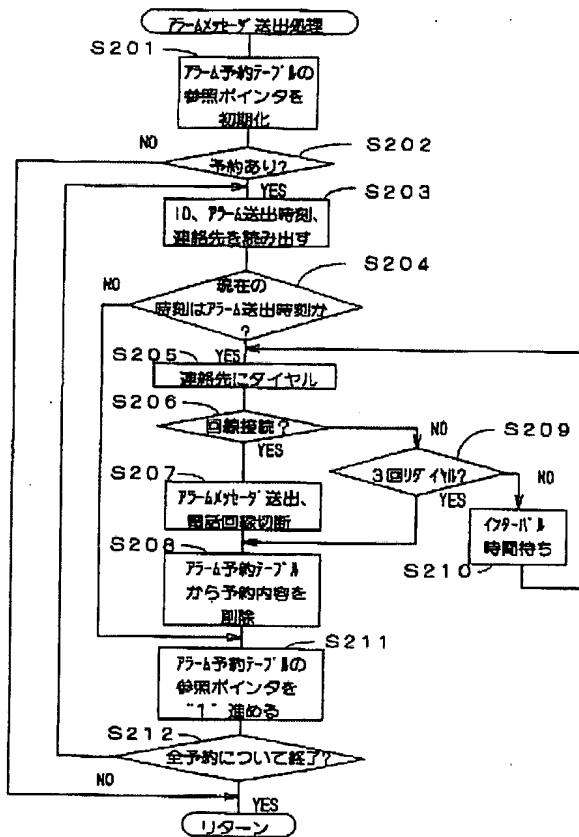 アラームメッセージ送出処理
S201
アラーム予約テーブルの
参照ポインタを
初期化
NO
S202
予約あり?
YES
S203
ID、アラーム送出時刻、
連絡先を読み出す
S204
NO
現在の
時刻はアラーム送出時刻か
?
S205
YES
連絡先にダイヤル
S206
回線接続?
NO
S209
YES
3回リダイヤル?
NO
S207
YES
アラームメッセージ送出、
電話回線切断
インターバル
時間待ち
S208
S210
アラーム予約テーブル
から予約内容を
削除
S211
アラーム予約テーブルの
参照ポインタを
"1"進める
S212
全予約について終了?
NO
YES
リターン